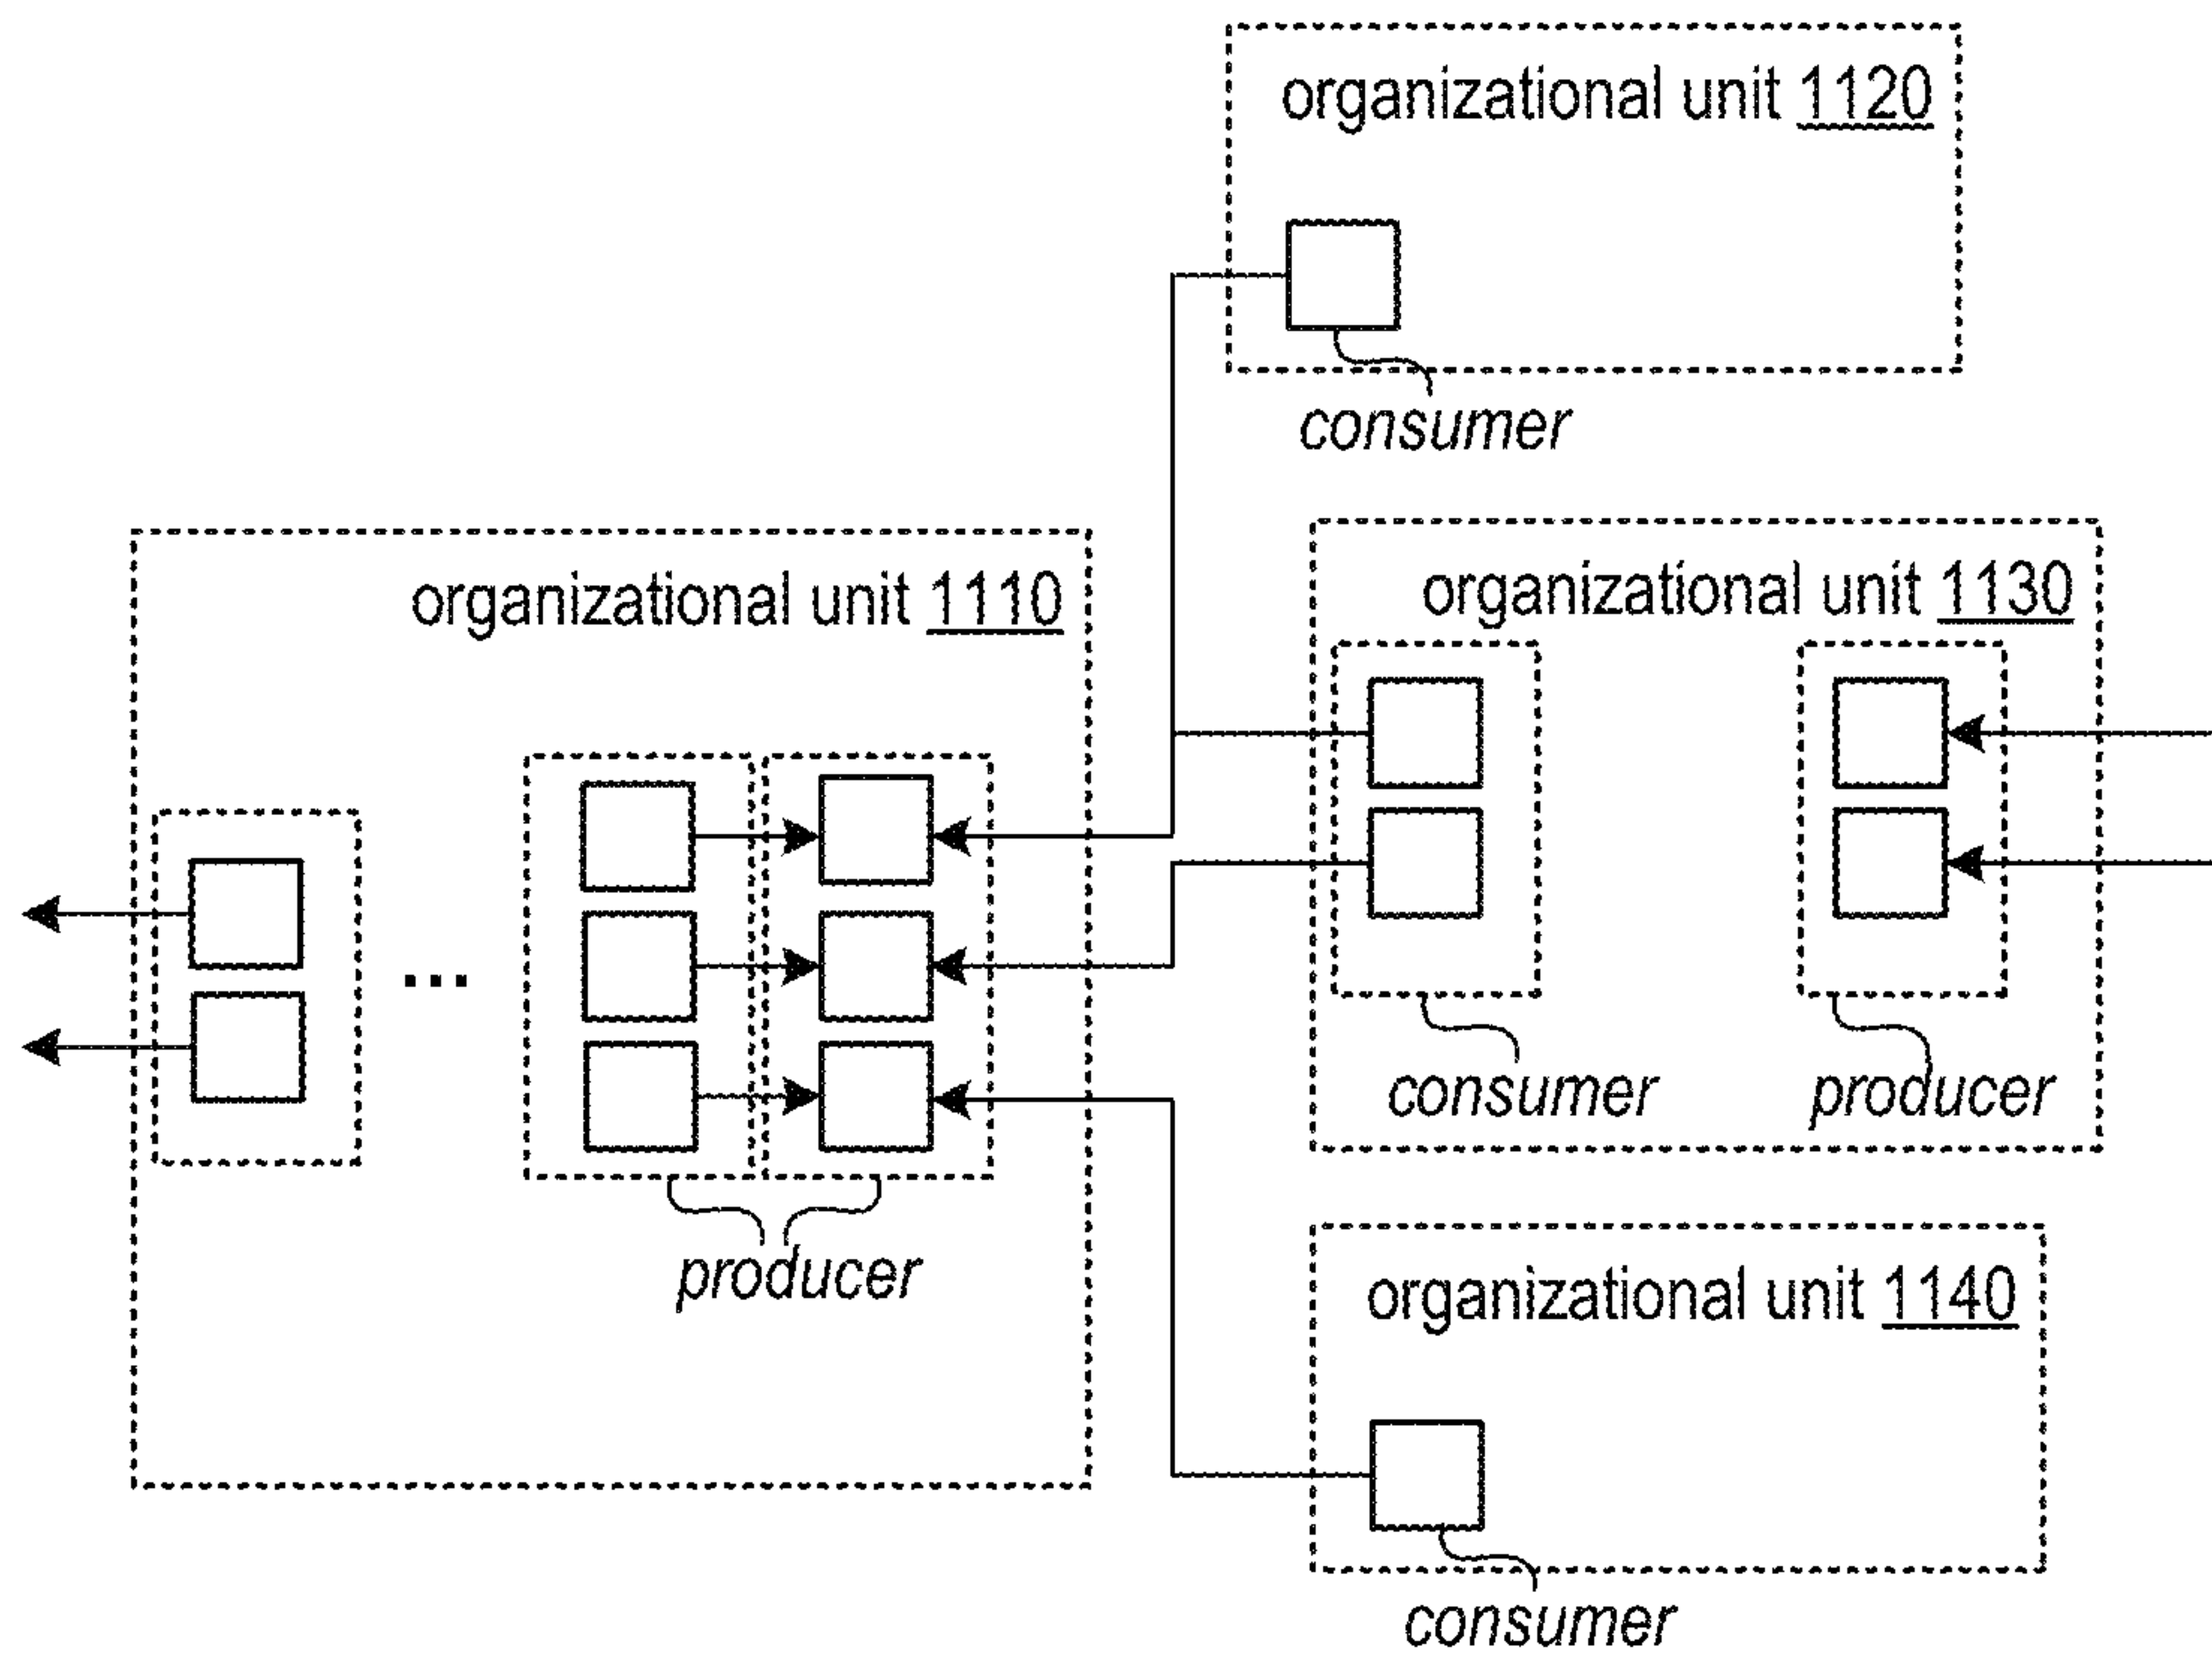 organizational unit 1120
consumer
organizational unit 1110
organizational unit 1130
...
consumer
producer
producer
organizational unit 1140
consumer